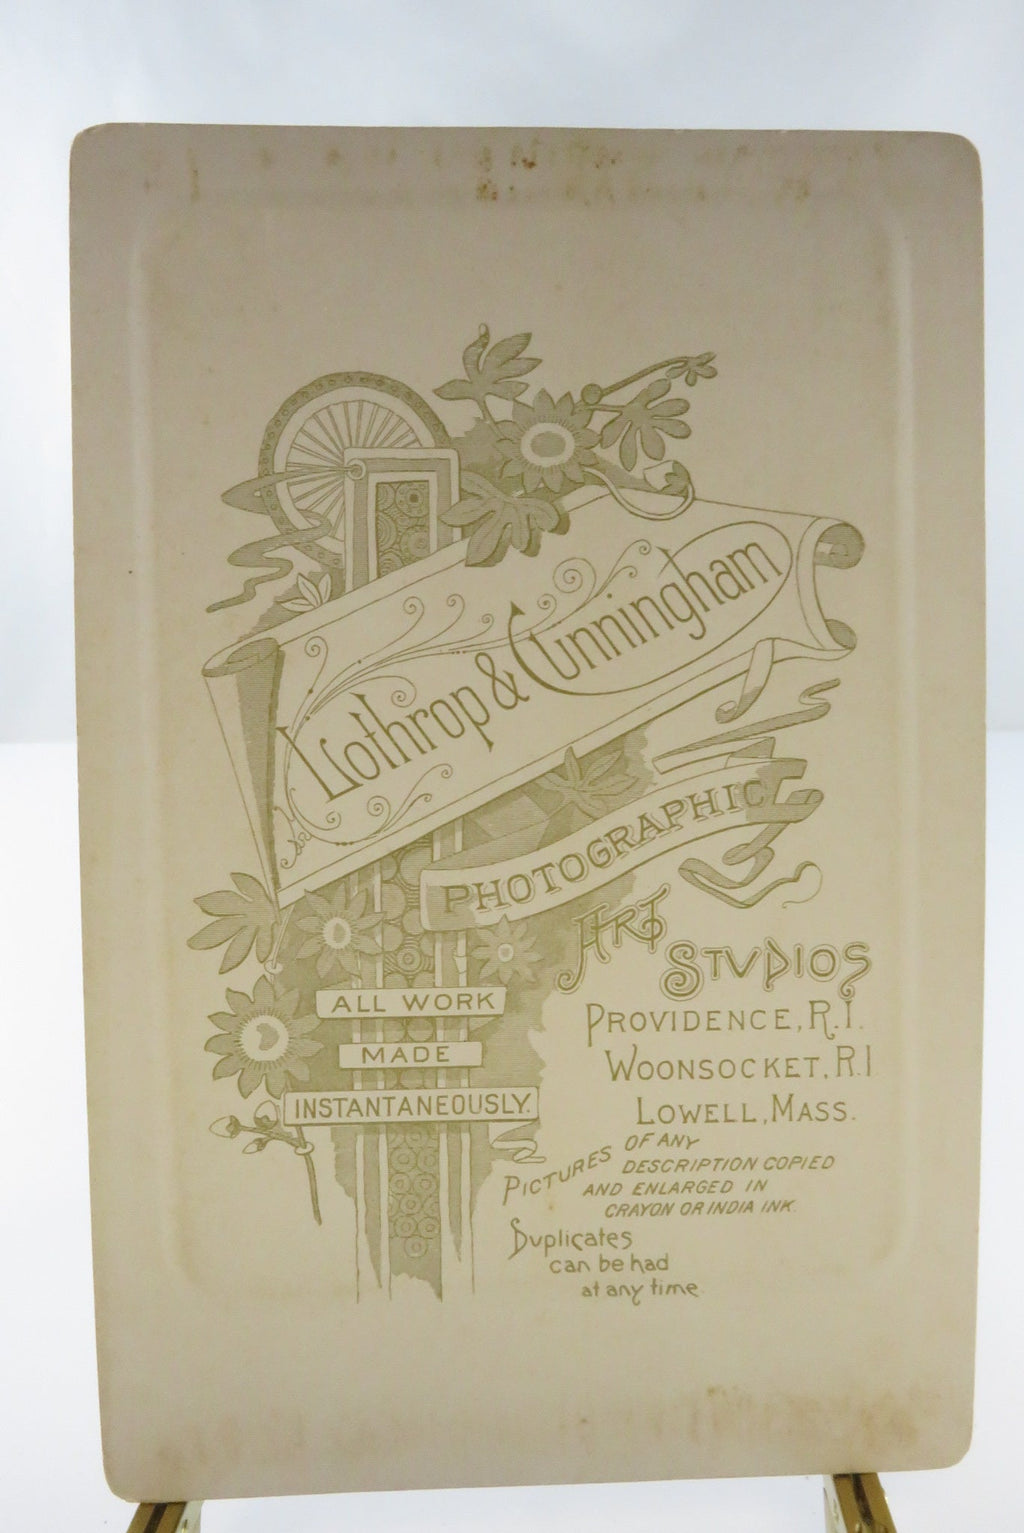 Lothrop & Cunningham
PHOTOGRAPHIC
ART
STUDIOS
PROVIDENCE, R.I.
WOONSOCKET, R.I
LOWELL, MASS.
ALL WORK
MADE
INSTANTANEOUSLY.
PICTURES OF ANY
DESCRIPTION COPIED
AND ENLARGED IN
CRAYON OR INDIA INK.
Duplicates
can be had
at any time